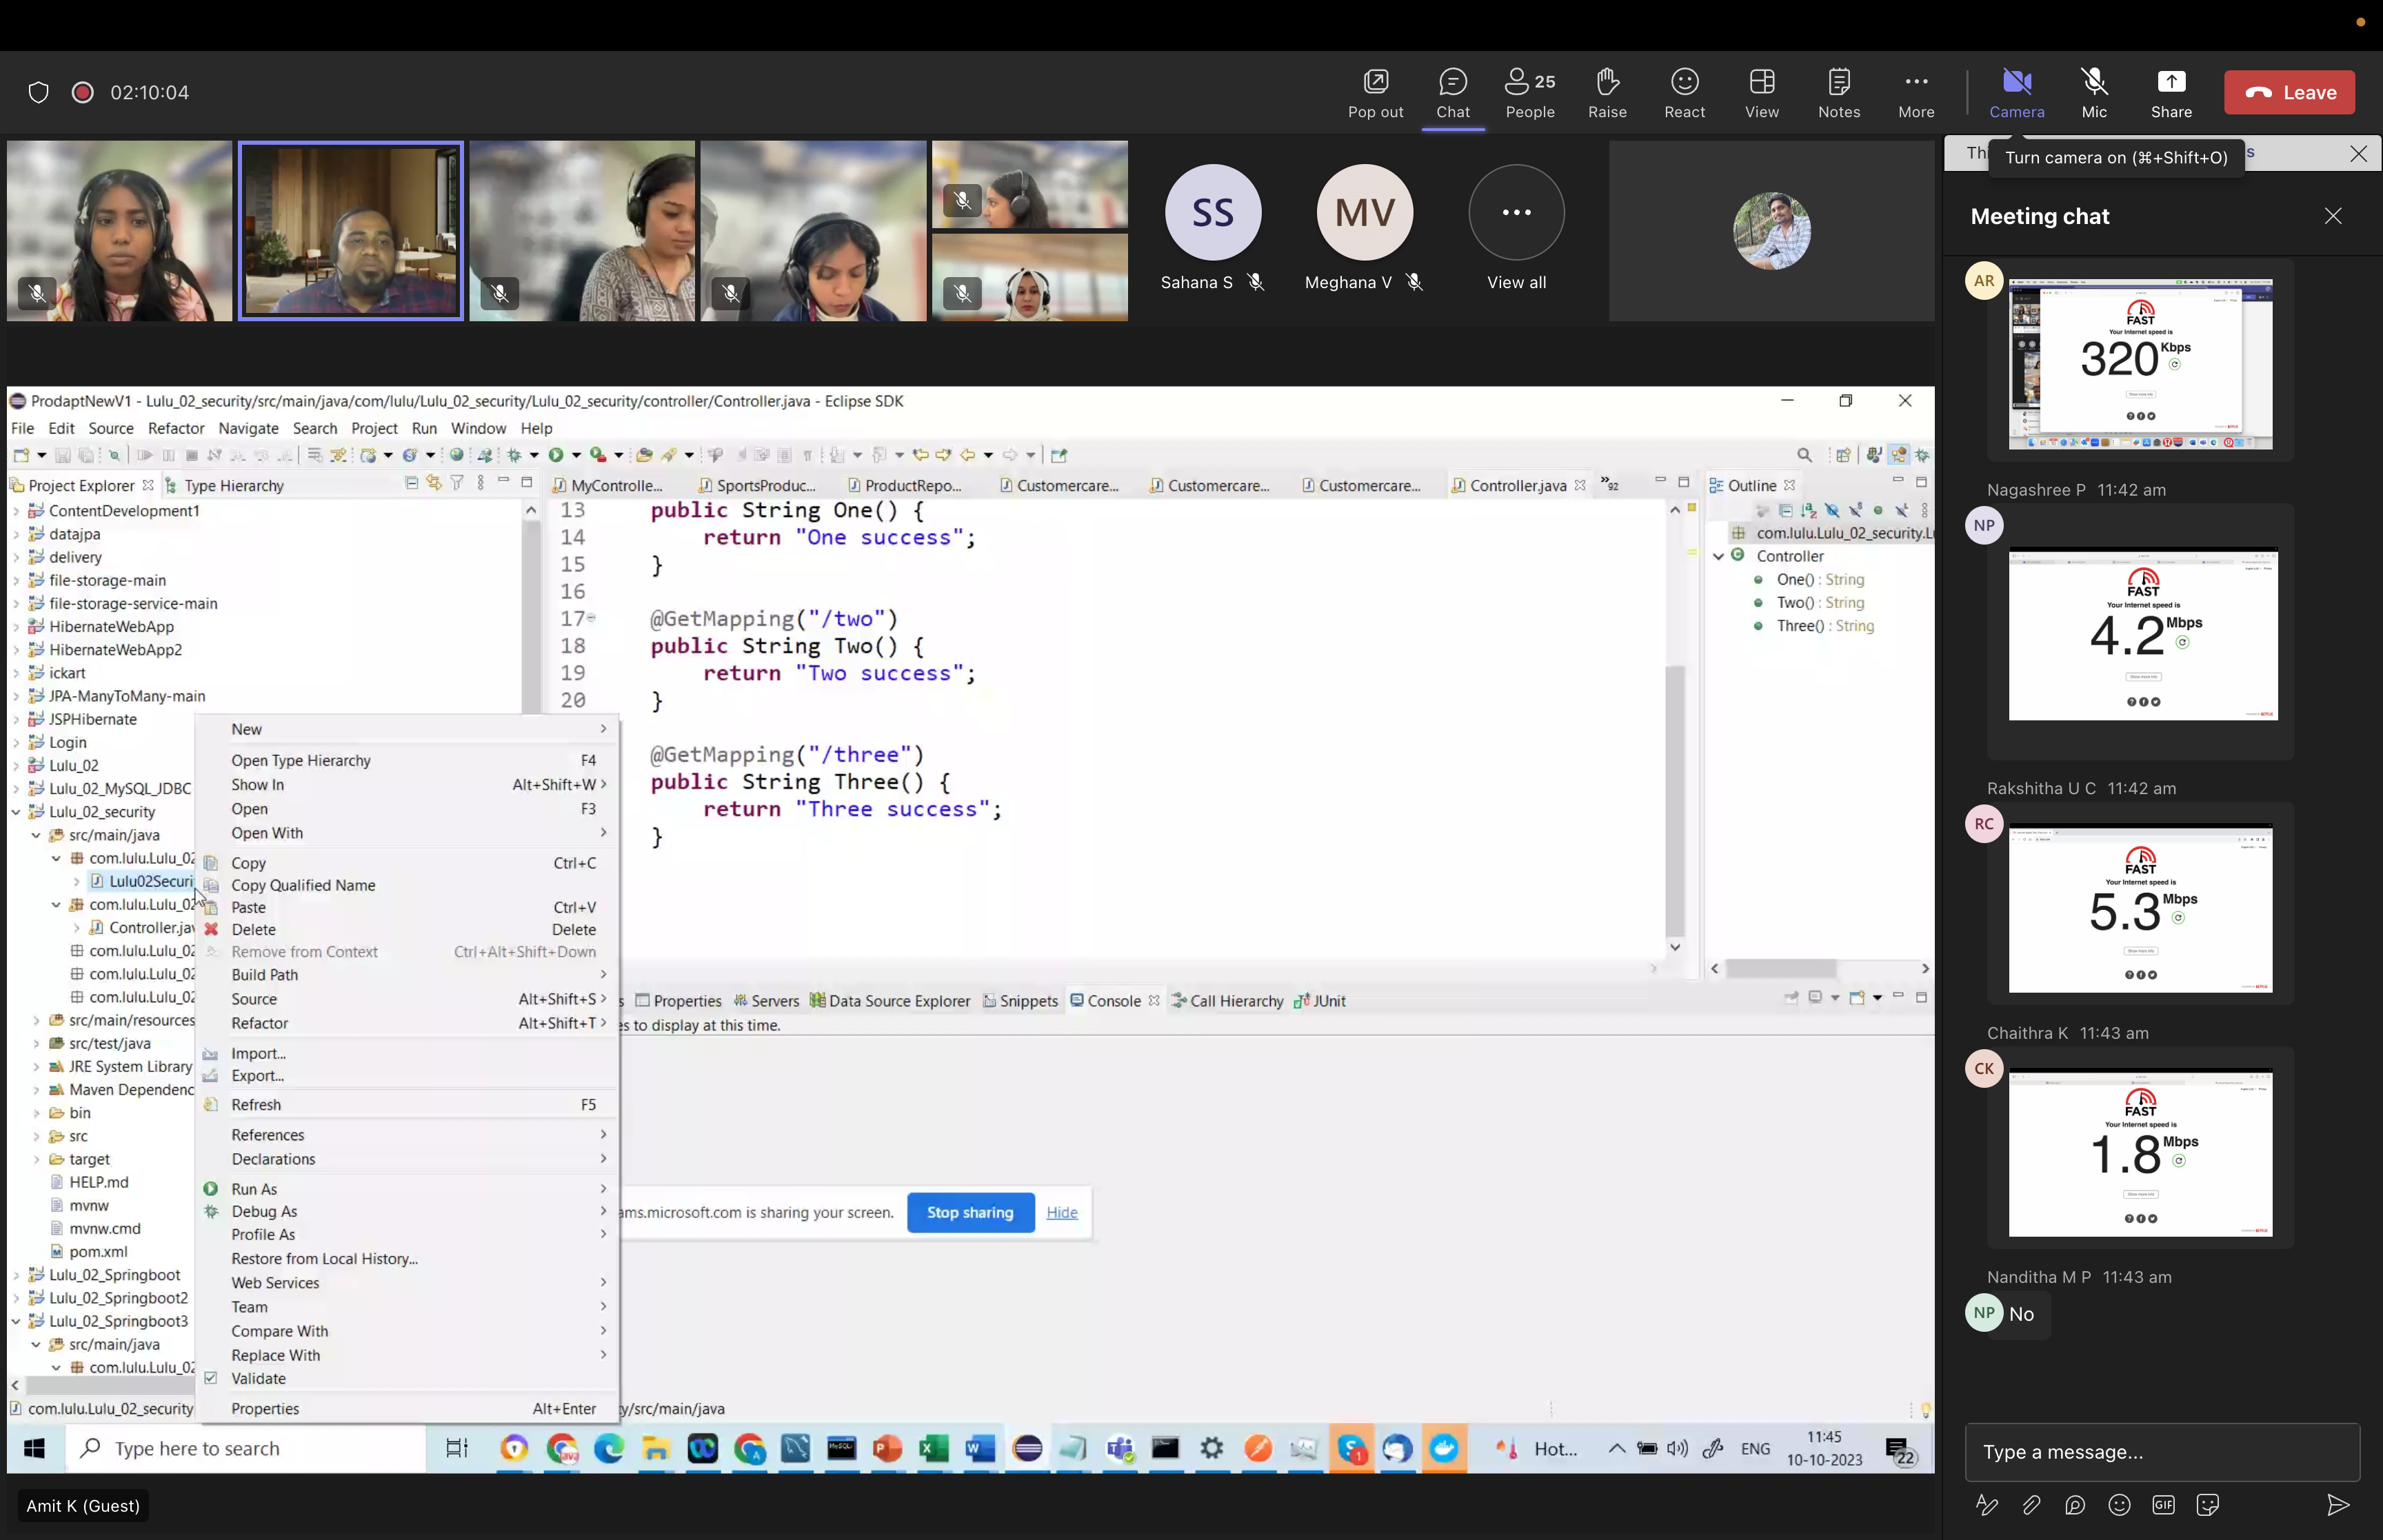 02:10:04
Pop out
Chat
25
People
Raise
React
View
Notes
More
Camera
Mic
Share
Leave
Turn camera on (⌘+Shift+O)
Thi
s
SS
Sahana S
MV
Meghana V
View all
Meeting chat
AR
FAST
Your Internet speed is
320 Kbps
Nagashree P 11:42 am
NP
FAST
Your Internet speed is
4.2 Mbps
Show more info
Rakshitha U C 11:42 am
RC
FAST
Your Internet speed is
5.3 Mbps
Show more info
Chaithra K 11:43 am
CK
FAST
Your Internet speed is
1.8 Mbps
Show more info
Nanditha M P 11:43 am
NP
No
Type a message...
GIF
ProdaptNewV1 - Lulu_02_security/src/main/java/com/lulu/Lulu_02_security/Lulu_02_security/controller/Controller.java - Eclipse SDK
File Edit Source Refactor Navigate Search Project Run Window Help
Project Explorer
Type Hierarchy
ContentDevelopment1
datajpa
delivery
file-storage-main
file-storage-service-main
HibernateWebApp
HibernateWebApp2
ickart
JPA-ManyToMany-main
JSPHibernate
Login
Lulu_02
Lulu_02_MySQL_JDBC
Lulu_02_security
src/main/java
com.lulu.Lulu_02
Lulu02Securi
com.lulu.Lulu_02
Controller.jav
com.lulu.Lulu_02
com.lulu.Lulu_02
com.lulu.Lulu_02
src/main/resources
src/test/java
JRE System Library
Maven Dependenc
bin
src
target
HELP.md
mvnw
mvnw.cmd
pom.xml
Lulu_02_Springboot
Lulu_02_Springboot2
Lulu_02_Springboot3
src/main/java
com.lulu.Lulu_02
com.lulu.Lulu_02_security
y/src/main/java
New
Open Type Hierarchy F4
Show In Alt+Shift+W
Open F3
Open With
Copy Ctrl+C
Copy Qualified Name
Paste Ctrl+V
Delete Delete
Remove from Context Ctrl+Alt+Shift+Down
Build Path
Source Alt+Shift+S
Refactor Alt+Shift+T
Import...
Export...
Refresh F5
References
Declarations
Run As
Debug As
Profile As
Restore from Local History...
Web Services
Team
Compare With
Replace With
Validate
Properties Alt+Enter
MyControlle...
SportsProduc...
ProductRepo...
Customercare...
Customercare...
Customercare...
Controller.java
»92
13 public String One() {
14 return "One success";
15 }
16
17 @GetMapping("/two")
18 public String Two() {
19 return "Two success";
20 }
@GetMapping("/three")
public String Three() {
return "Three success";
}
Outline
com.lulu.Lulu_02_security.Lu
Controller
One() : String
Two() : String
Three() : String
s Properties Servers Data Source Explorer Snippets Console Call Hierarchy JUnit
es to display at this time.
ams.microsoft.com is sharing your screen.
Stop sharing
Hide
Type here to search
Hot...
ENG
11:45
10-10-2023
22
Amit K (Guest)